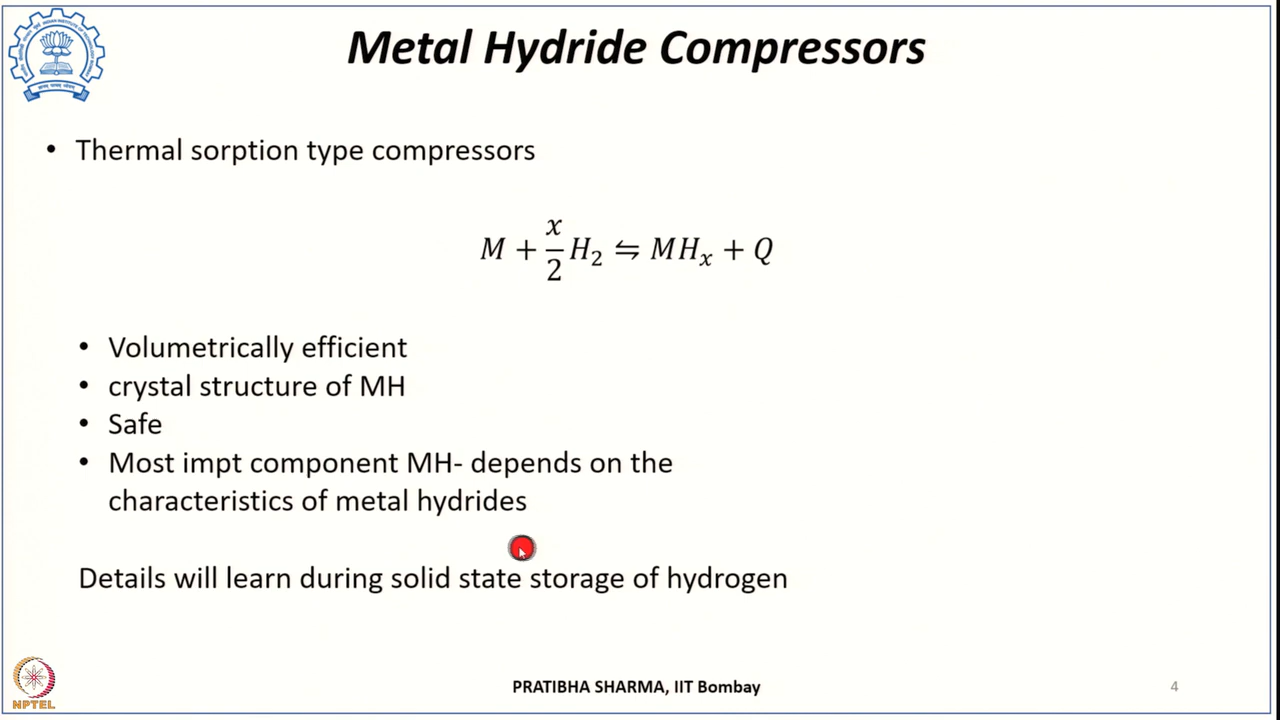 Metal Hydride Compressors
• Thermal sorption type compressors
M + x/2 H₂ ⇋ MHₓ + Q
• Volumetrically efficient
• crystal structure of MH
• Safe
• Most impt component MH- depends on the
characteristics of metal hydrides
Details will learn during solid state storage of hydrogen
NPTEL
PRATIBHA SHARMA, IIT Bombay
4